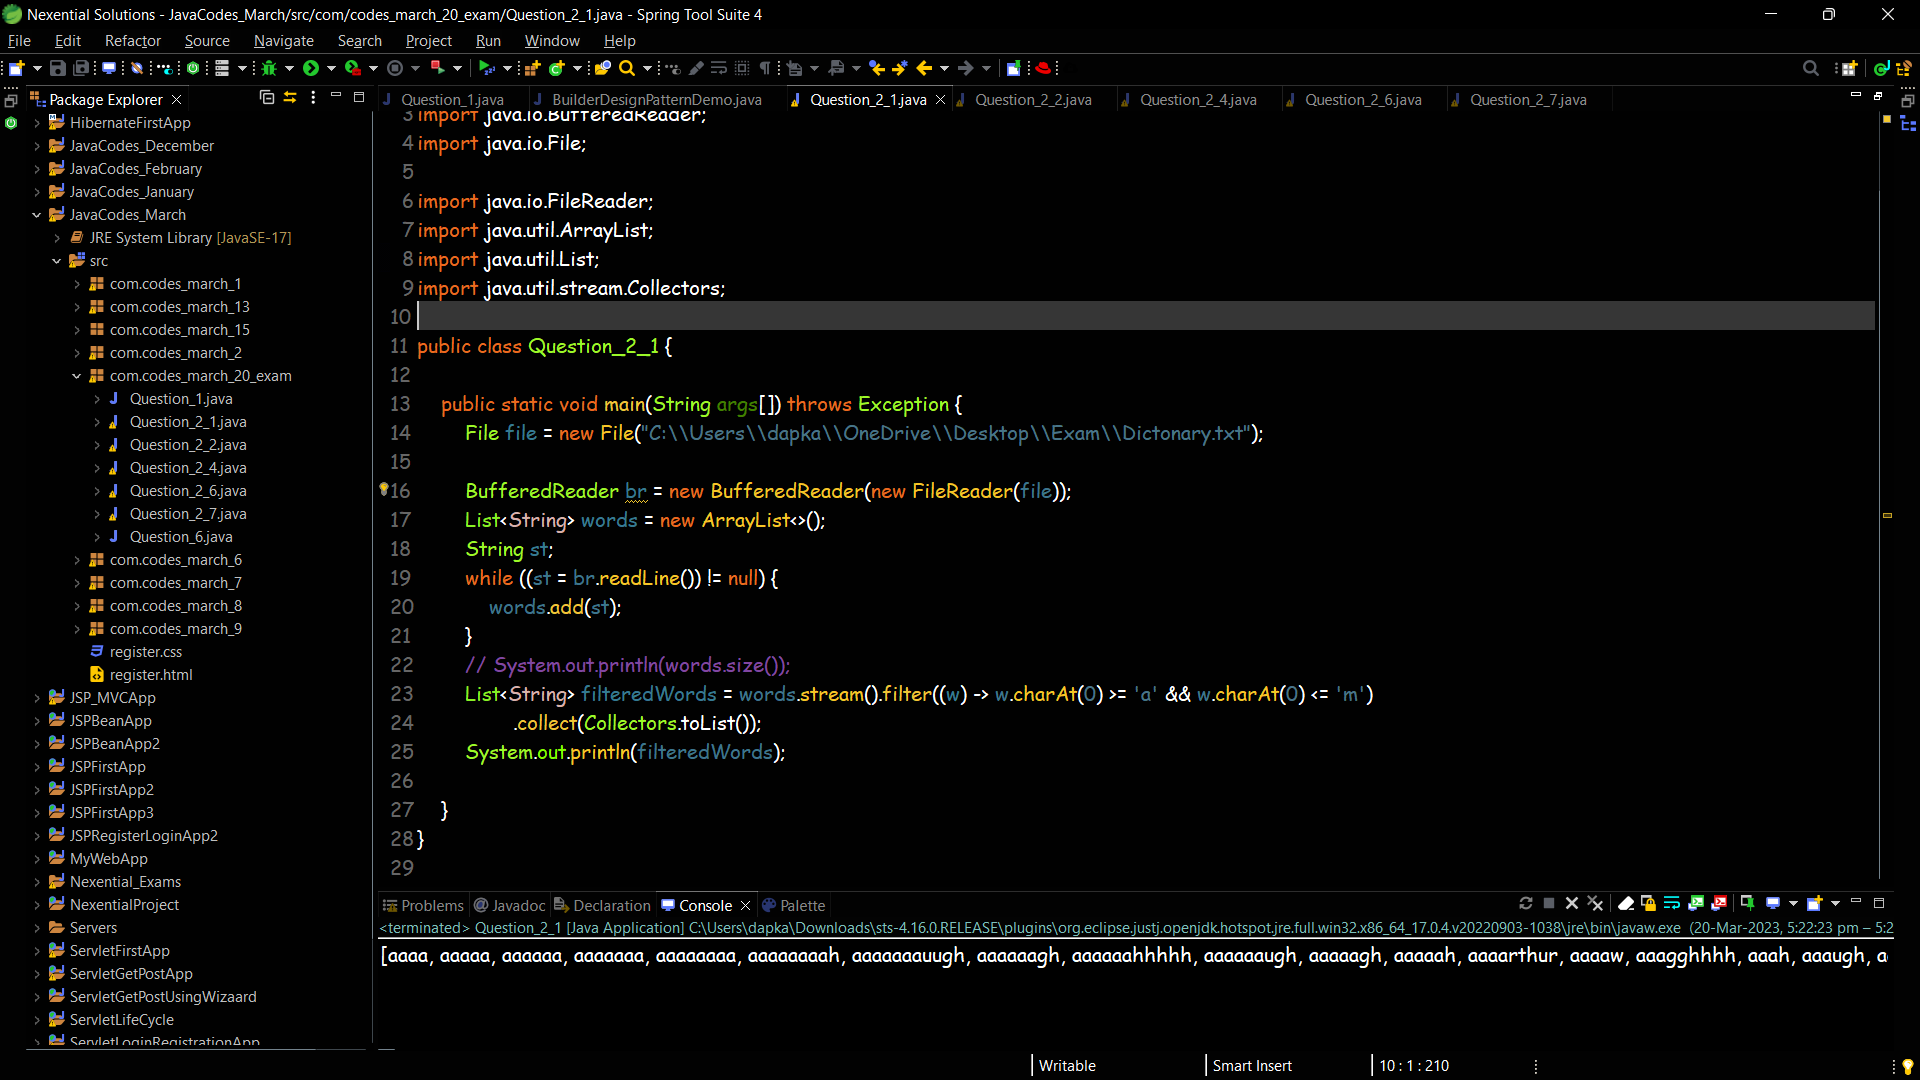 Nexential Solutions - JavaCodes_March/src/com/codes_march_20_exam/Question_2_1.java - Spring Tool Suite 4
File Edit Refactor Source Navigate Search Project Run Window Help
Package Explorer
Question_1.java BuilderDesignPatternDemo.java Question_2_1.java Question_2_2.java Question_2_4.java Question_2_6.java Question_2_7.java
HibernateFirstApp
JavaCodes_December
JavaCodes_February
JavaCodes_January
JavaCodes_March
JRE System Library [JavaSE-17]
src
com.codes_march_1
com.codes_march_13
com.codes_march_15
com.codes_march_2
com.codes_march_20_exam
Question_1.java
Question_2_1.java
Question_2_2.java
Question_2_4.java
Question_2_6.java
Question_2_7.java
Question_6.java
com.codes_march_6
com.codes_march_7
com.codes_march_8
com.codes_march_9
register.css
register.html
JSP_MVCApp
JSPBeanApp
JSPBeanApp2
JSPFirstApp
JSPFirstApp2
JSPFirstApp3
JSPRegisterLoginApp2
MyWebApp
Nexential_Exams
NexentialProject
Servers
ServletFirstApp
ServletGetPostApp
ServletGetPostUsingWizaard
ServletLifeCycle
ServletLoginRegistrationApp
3 import java.io.BufferedReader;
4 import java.io.File;
5
6 import java.io.FileReader;
7 import java.util.ArrayList;
8 import java.util.List;
9 import java.util.stream.Collectors;
10
11 public class Question_2_1 {
12
13 public static void main(String args[]) throws Exception {
14 File file = new File("C:\\Users\\dapka\\OneDrive\\Desktop\\Exam\\Dictonary.txt");
15
16 BufferedReader br = new BufferedReader(new FileReader(file));
17 List<String> words = new ArrayList<>();
18 String st;
19 while ((st = br.readLine()) != null) {
20 words.add(st);
21 }
22 // System.out.println(words.size());
23 List<String> filteredWords = words.stream().filter((w) -> w.charAt(0) >= 'a' && w.charAt(0) <= 'm')
24 .collect(Collectors.toList());
25 System.out.println(filteredWords);
26
27 }
28 }
29
Problems @ Javadoc Declaration Console Palette
<terminated> Question_2_1 [Java Application] C:\Users\dapka\Downloads\sts-4.16.0.RELEASE\plugins\org.eclipse.justj.openjdk.hotspot.jre.full.win32.x86_64_17.0.4.v20220903-1038\jre\bin\javaw.exe (20-Mar-2023, 5:22:23 pm – 5:2
[aaaa, aaaaa, aaaaaa, aaaaaaa, aaaaaaaa, aaaaaaaah, aaaaaaauugh, aaaaaagh, aaaaaahhhhh, aaaaaaugh, aaaaagh, aaaaah, aaaarthur, aaaaw, aaagghhhh, aaah, aaaugh, a
Writable Smart Insert 10 : 1 : 210